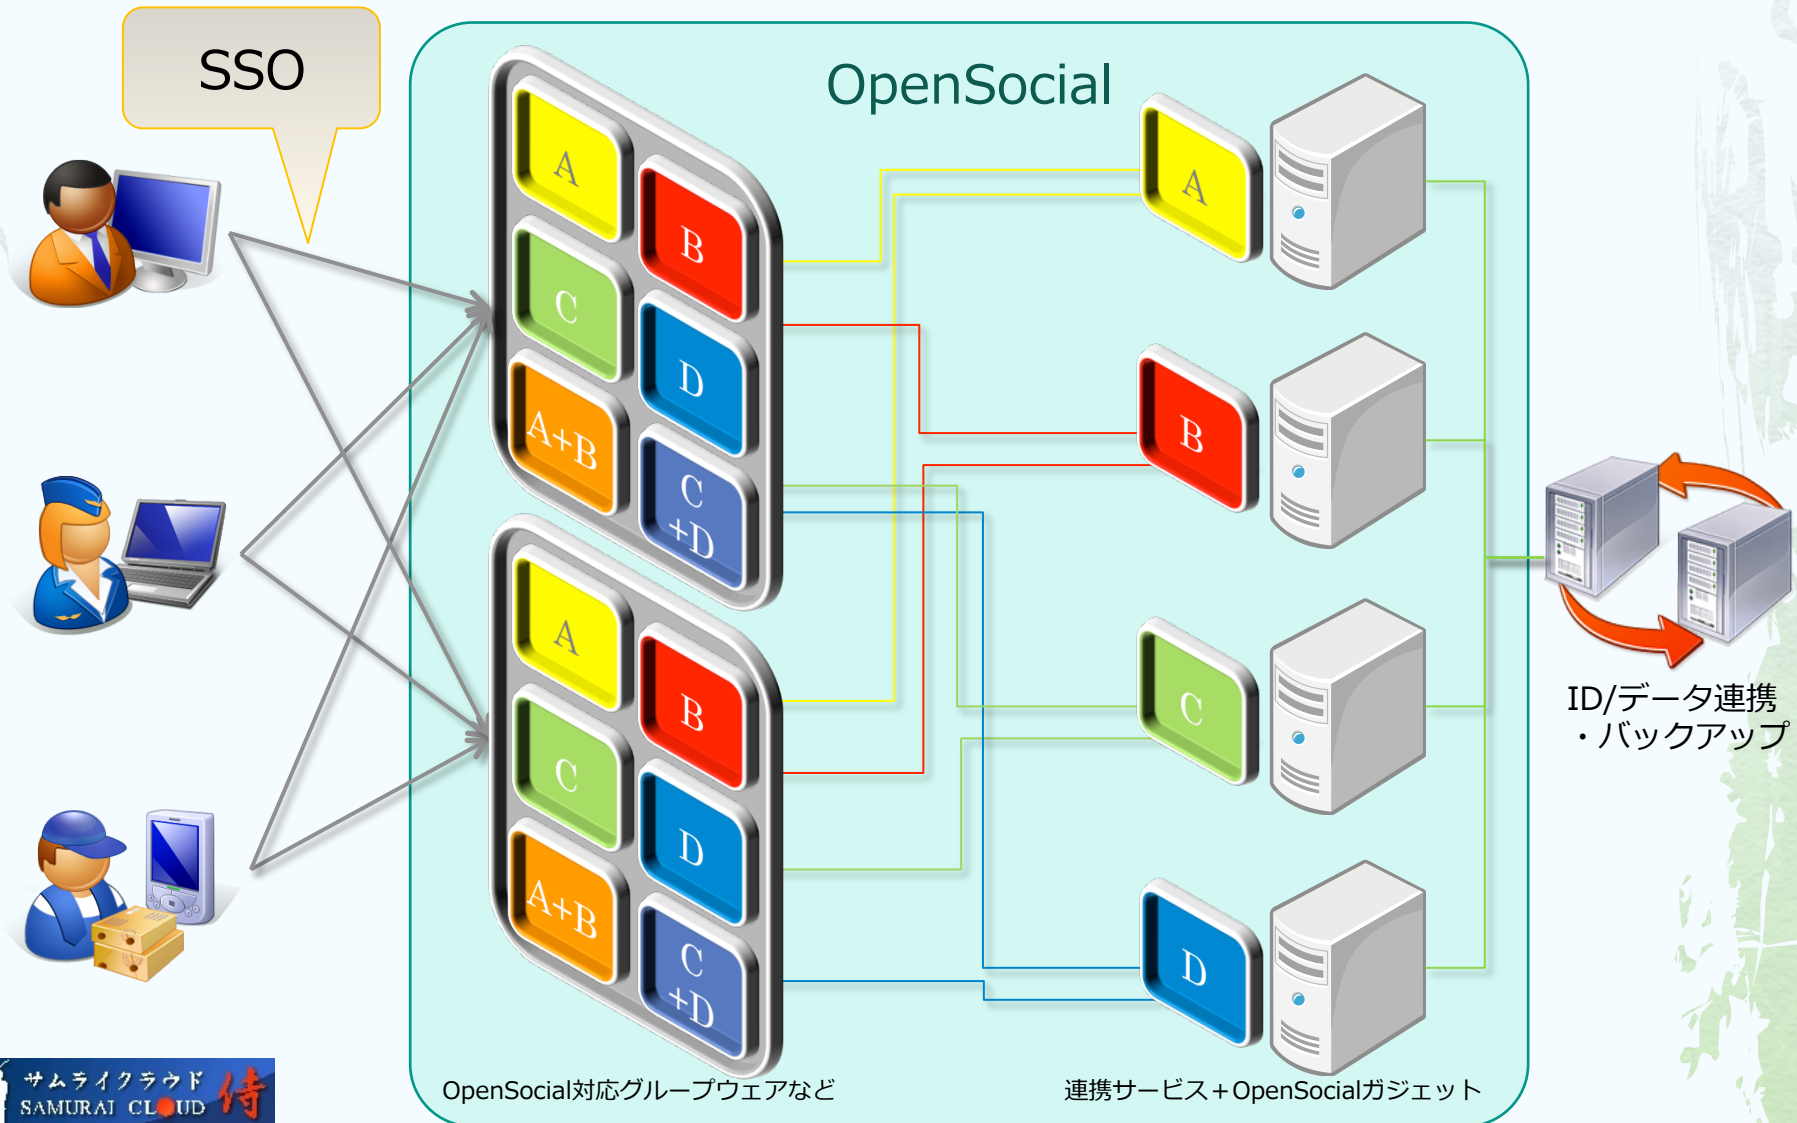 SSO
OpenSocial
A
B
C
D
A+B
C
+D
A
B
C
D
A+B
C
+D
A
B
C
D
ID/データ連携
・バックアップ
OpenSocial対応グループウェアなど
連携サービス＋OpenSocialガジェット
サムライクラウド 侍
SAMURAI CLOUD